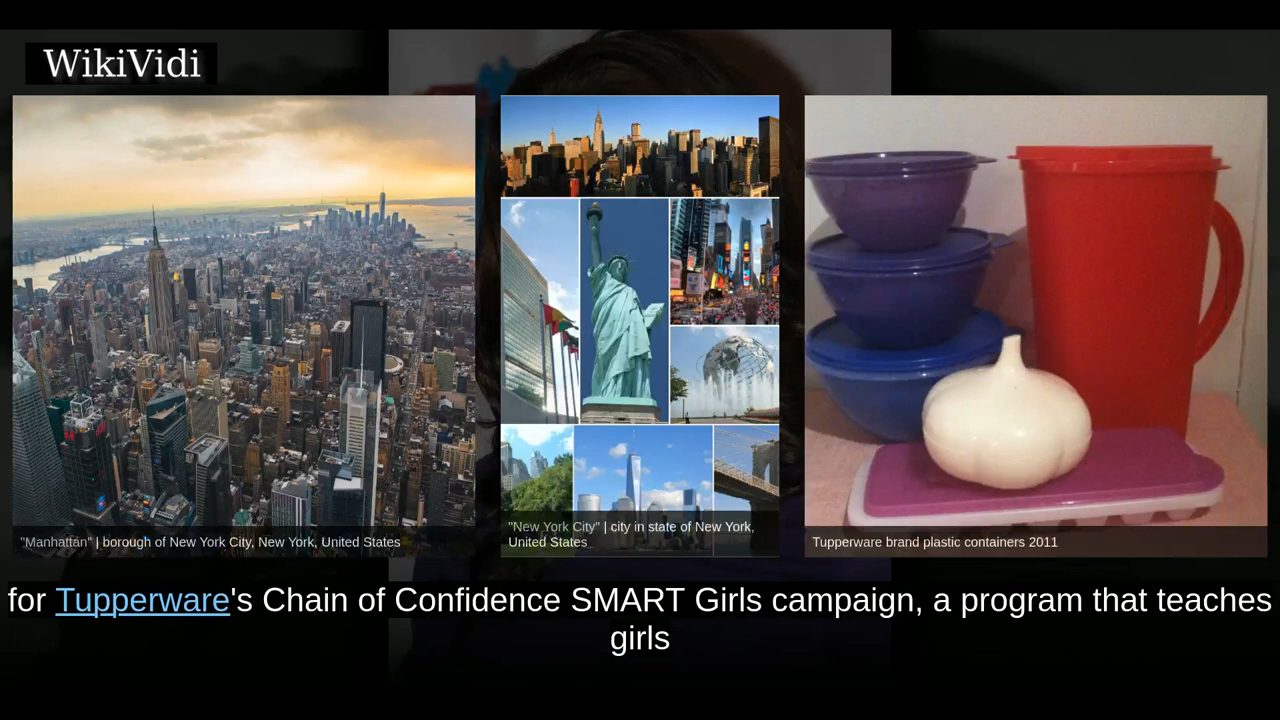 WikiVidi
"Manhattan" | borough of New York City, New York, United States
"New York City" | city in state of New York,
United States
Tupperware brand plastic containers 2011
for Tupperware's Chain of Confidence SMART Girls campaign, a program that teaches
girls